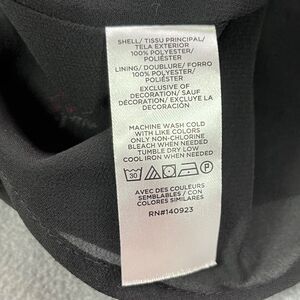 SHELL/ TISSU PRINCIPAL/
TELA EXTERIOR
100% POLYESTER/
POLIÉSTER
LINING/ DOUBLURE/ FORRO
100% POLYESTER/
POLIÉSTER
EXCLUSIVE OF
DECORATION/ SAUF
DÉCORATION/ EXCLUYE LA
DECORACIÓN
MACHINE WASH COLD
WITH LIKE COLORS
ONLY NON-CHLORINE
BLEACH WHEN NEEDED
TUMBLE DRY LOW
COOL IRON WHEN NEEDED
30 P
AVEC DES COULEURS
SEMBLABLES / CON
COLORES SIMILARES
RN#140923